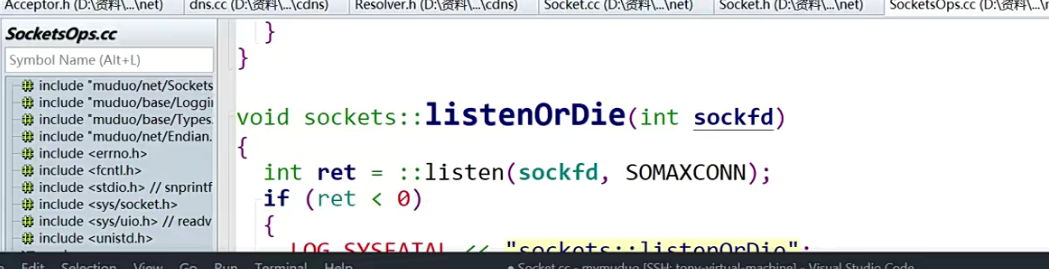 Acceptor.h (D:\资料\...\net) dns.cc (D:\资料\...\cdns) Resolver.h (D:\资料\...\cdns) Socket.cc (D:\资料\...\net) Socket.h (D:\资料\...\net) SocketsOps.cc (D:\资料\...\n
SocketsOps.cc
Symbol Name (Alt+L)
include "muduo/net/Sockets
include "muduo/base/Loggi
include "muduo/base/Types
include "muduo/net/Endian.
include <errno.h>
include <fcntl.h>
include <stdio.h> // snprintf
include <sys/socket.h>
include <sys/uio.h> // readv
include <unistd.h>
}
}
void sockets::listenOrDie(int sockfd)
{
int ret = ::listen(sockfd, SOMAXCONN);
if (ret < 0)
{
LOG_SYSFATAL << "sockets::listenOrDie";
Edit Selection View Go Run Terminal Help ● Socket.cc - mymuduo [SSH: tony-virtual-machine] - Visual Studio Code